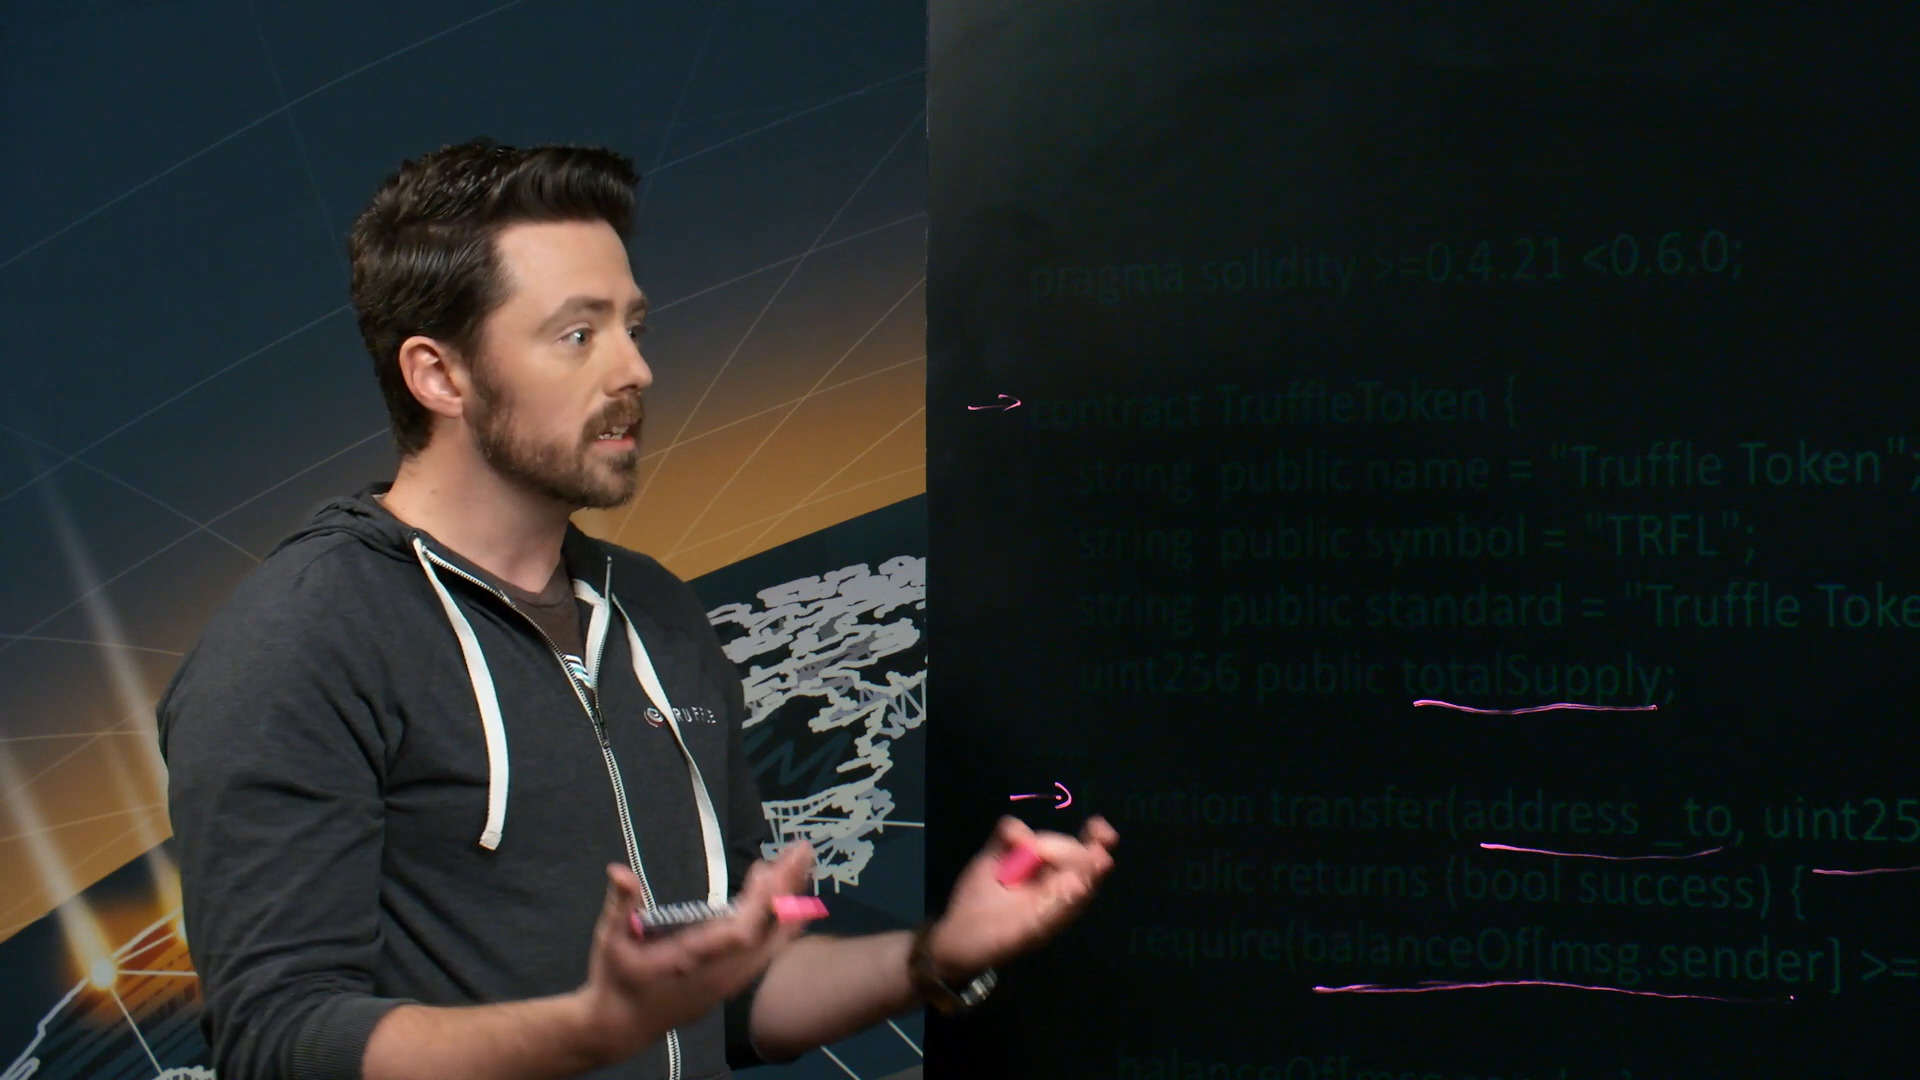 pragma solidity >=0.4.21 <0.6.0;
contract TruffleToken {
string public name = "Truffle Token";
string public symbol = "TRFL";
string public standard = "Truffle Toke
uint256 public totalSupply;
TRUFFLE
nction transfer(address _to, uint25
ublic returns (bool success) {
require(balanceOf[msg.sender] >=